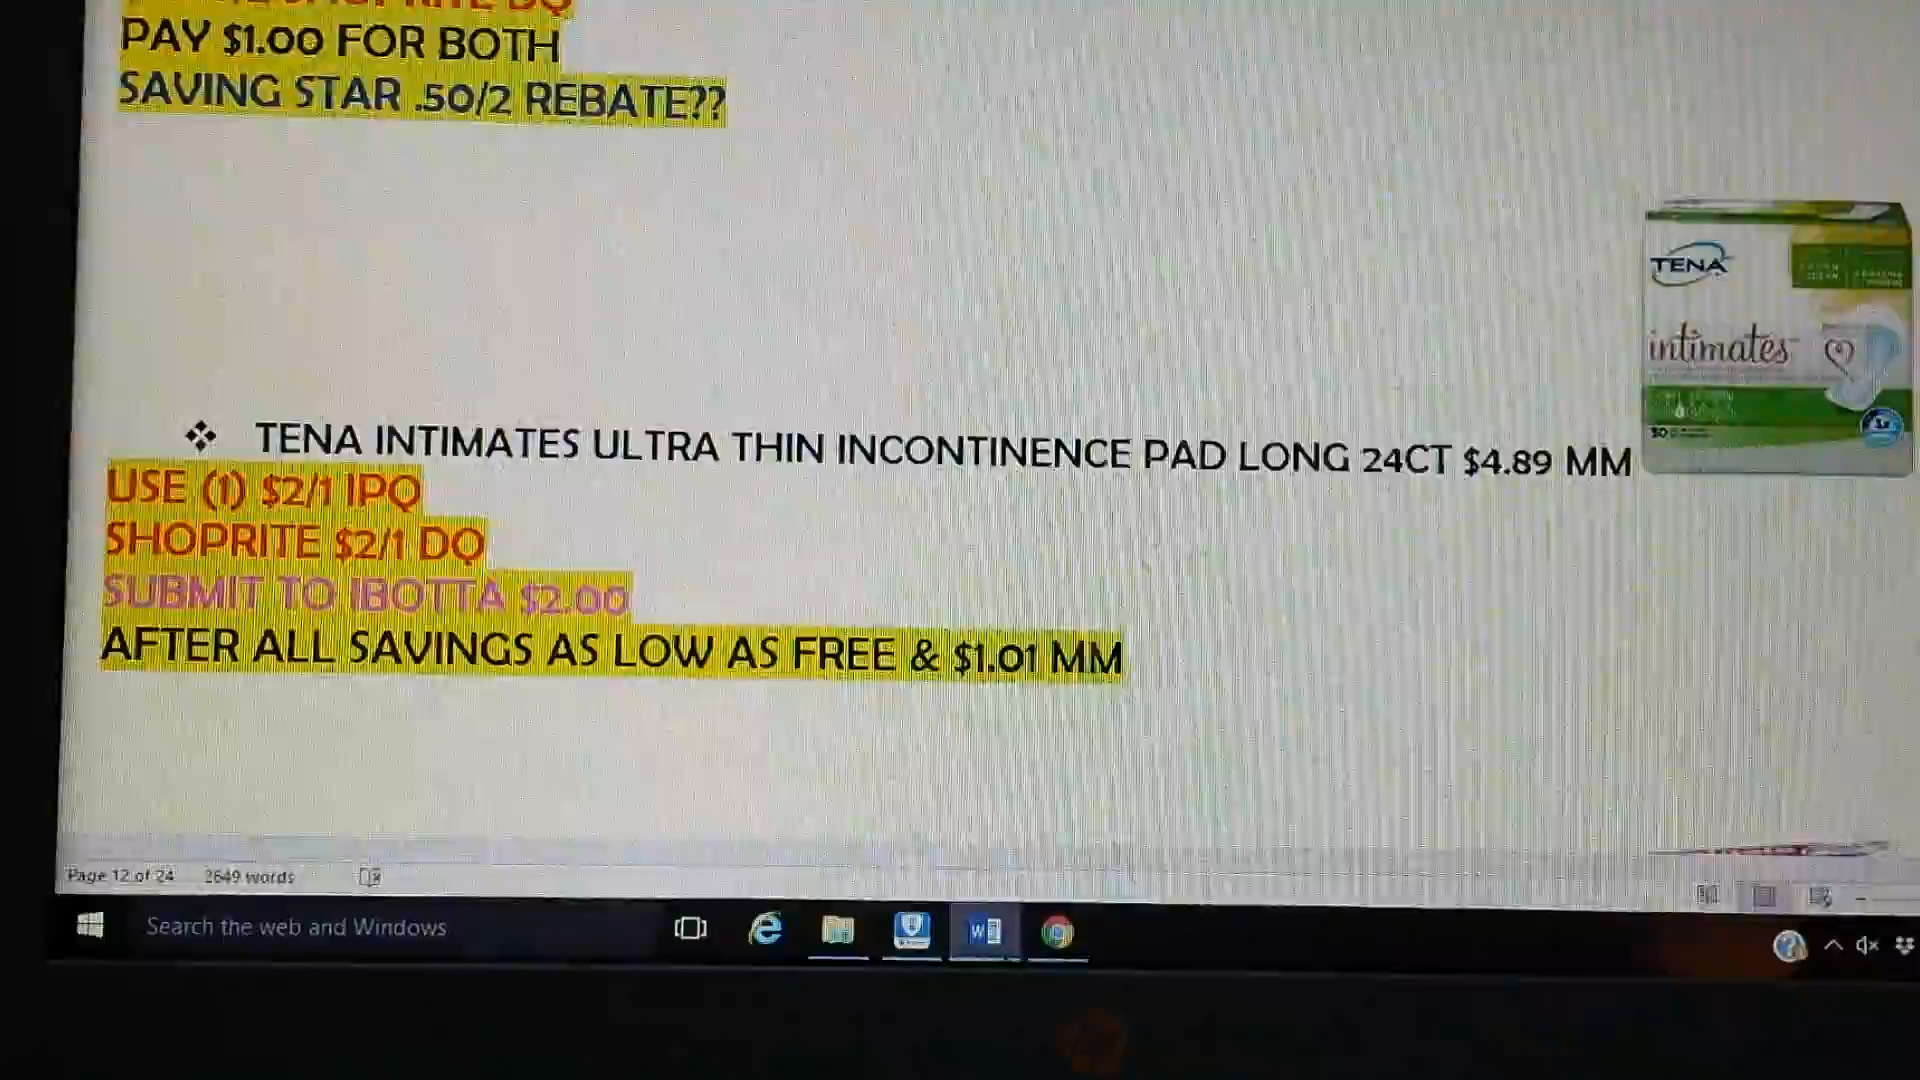 PAY $1.00 FOR BOTH
SAVING STAR .50/2 REBATE??
TENA
intimates
30
❖ TENA INTIMATES ULTRA THIN INCONTINENCE PAD LONG 24CT $4.89 MM
USE (1) $2/1 IPQ
SHOPRITE $2/1 DQ
SUBMIT TO IBOTTA $2.00
AFTER ALL SAVINGS AS LOW AS FREE & $1.01 MM
Page 12 of 24 2649 words
Search the web and Windows